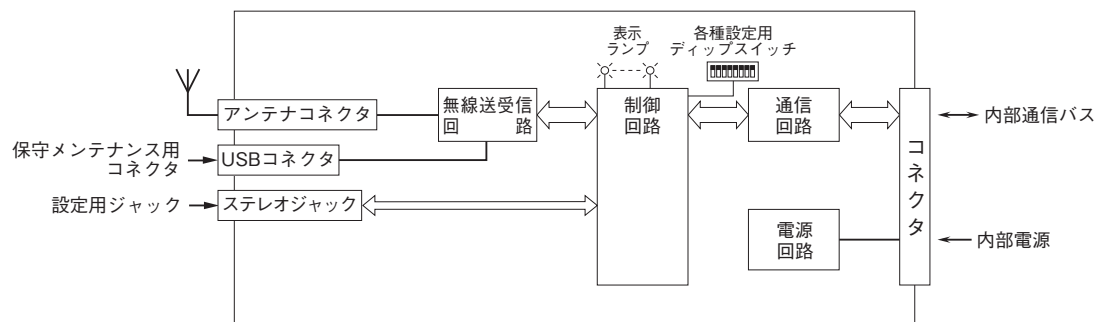 表示
ランプ
各種設定用
ディップスイッチ
アンテナコネクタ
無線送受信
回　　路
制御
回路
通信
回路
コネクタ
内部通信バス
保守メンテナンス用
コネクタ
USBコネクタ
設定用ジャック
ステレオジャック
電源
回路
内部電源